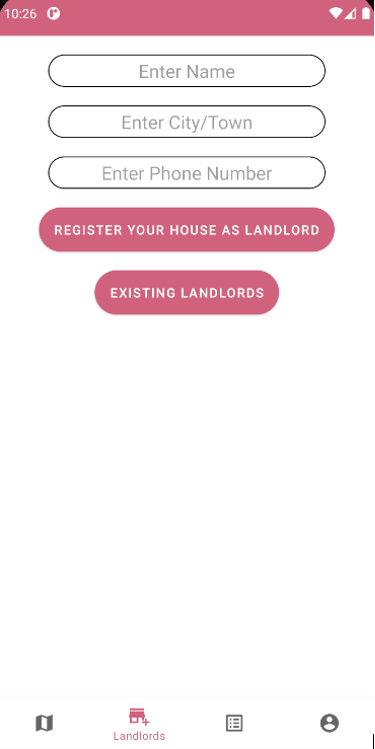 10:26
Enter Name
Enter City/Town
Enter Phone Number
REGISTER YOUR HOUSE AS LANDLORD
EXISTING LANDLORDS
Landlords